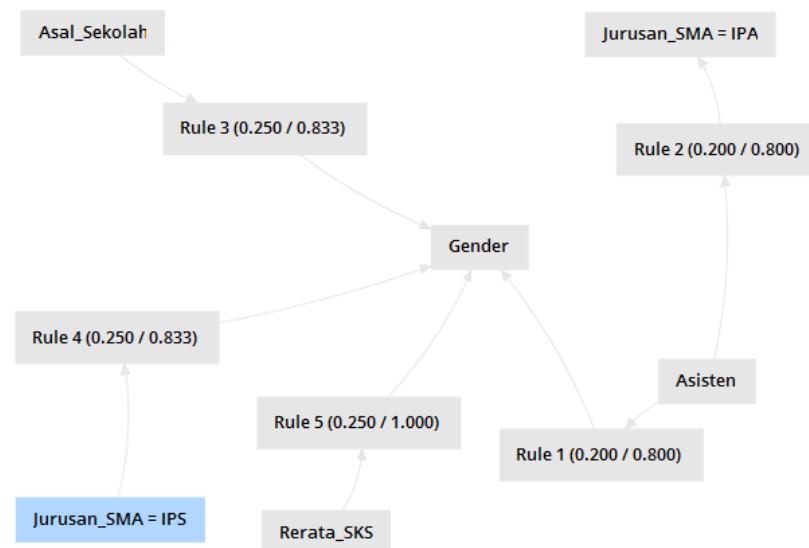 Asal_Sekolah
Jurusan_SMA = IPA
Rule 3 (0.250 / 0.833)
Rule 2 (0.200 / 0.800)
Gender
Rule 4 (0.250 / 0.833)
Asisten
Rule 5 (0.250 / 1.000)
Rule 1 (0.200 / 0.800)
Jurusan_SMA = IPS
Rerata_SKS